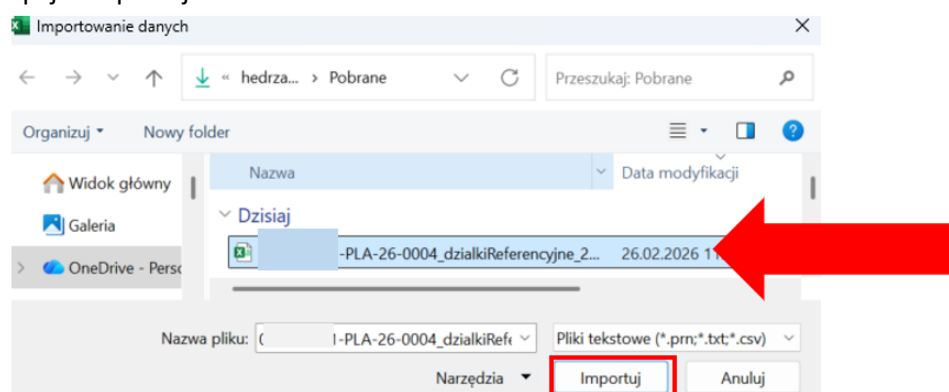 Importowanie danych
« hedrza... > Pobrane
Przeszukaj: Pobrane
Organizuj
Nowy folder
Widok główny
Nazwa
Data modyfikacji
Galeria
Dzisiaj
OneDrive - Perso
-PLA-26-0004_dzialkiReferencyjne_2... 26.02.2026
Nazwa pliku:
-PLA-26-0004_dzialkiRefe
Pliki tekstowe (*.prn;*.txt;*.csv)
Narzędzia
Importuj
Anuluj